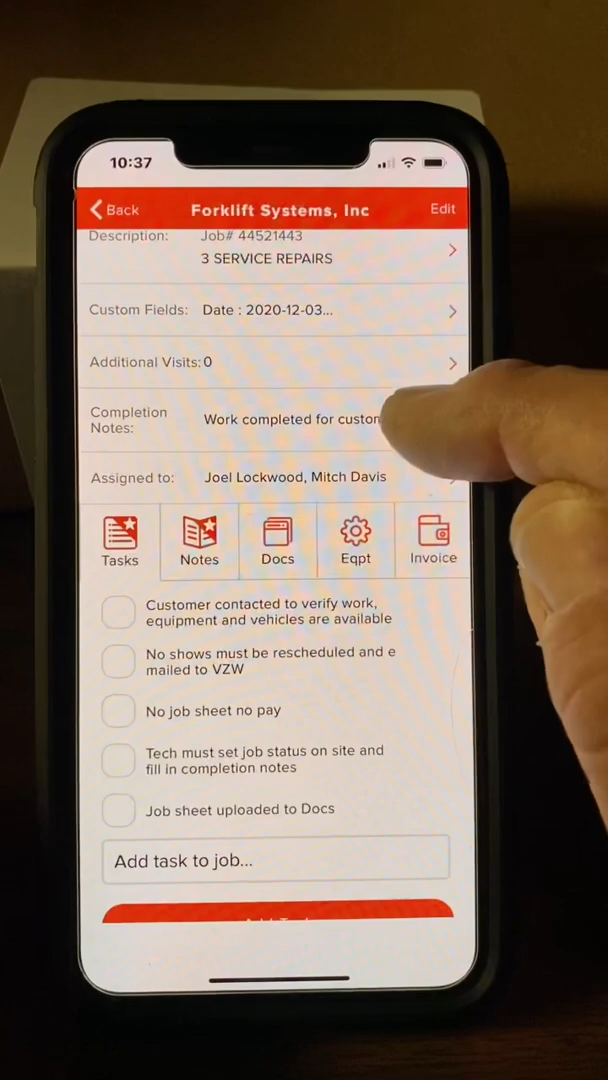 10:37
Back
Forklift Systems, Inc
Edit
Description:
Job# 44521443
3 SERVICE REPAIRS
Custom Fields:
Date : 2020-12-03...
Additional Visits: 0
Completion
Notes:
Work completed for
Assigned to:
Joel Lockwood, Mitch Davis
Tasks
Notes
Docs
Eqpt
Invoice
Customer contacted to verify work,
equipment and vehicles are available
No shows must be rescheduled and e
mailed to VZW
No job sheet no pay
Tech must set job status on site and
fill in completion notes
Job sheet uploaded to Docs
Add task to job...